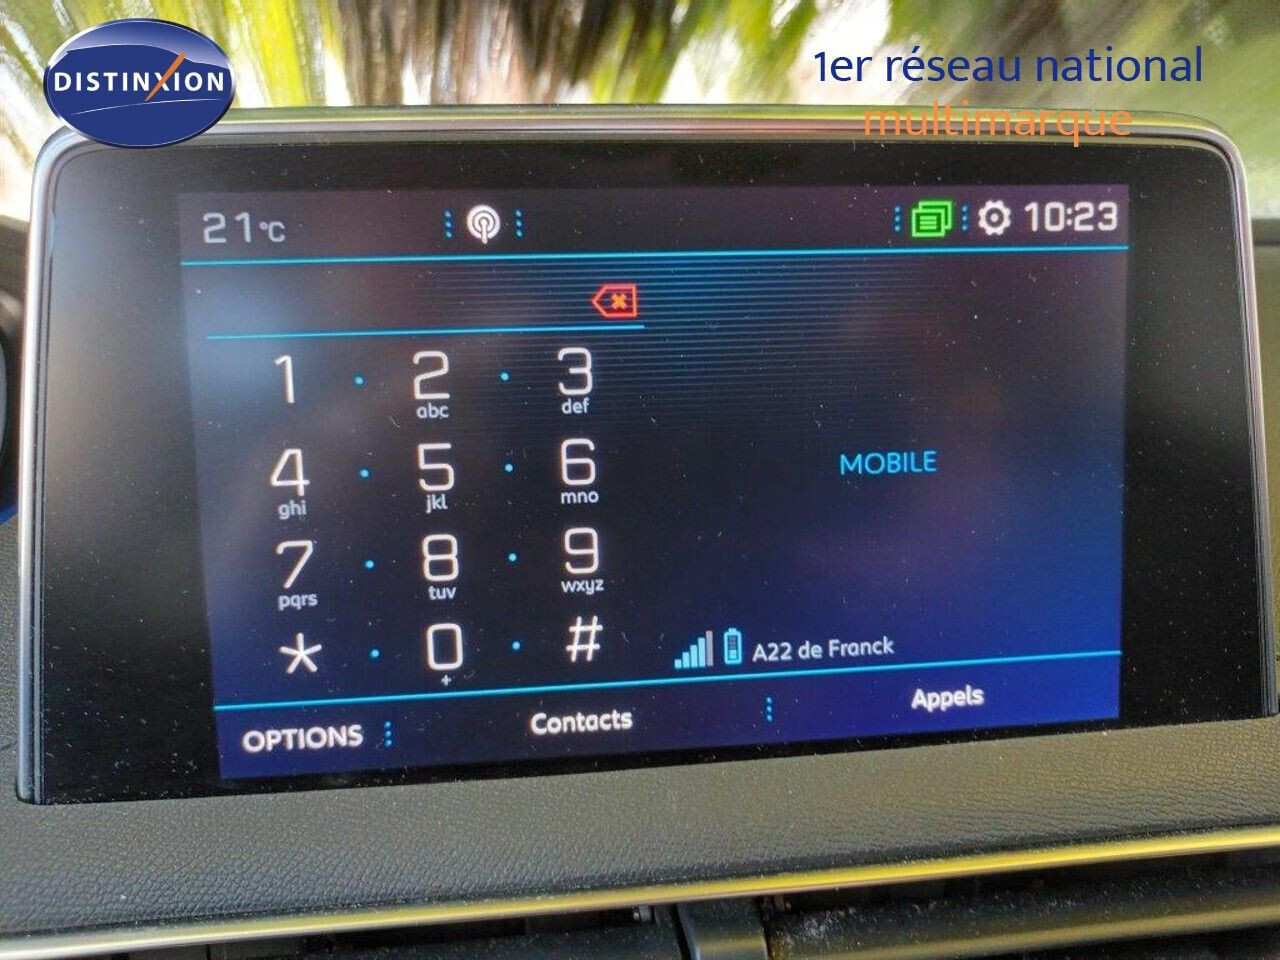 DISTINXION
1er réseau national
multimarque
21°C
10:23
1 2 3
abc def
4 5 6
ghi jkl mno
7 8 9
pqrs tuv wxyz
* 0 #
+
MOBILE
A22 de Franck
OPTIONS Contacts Appels